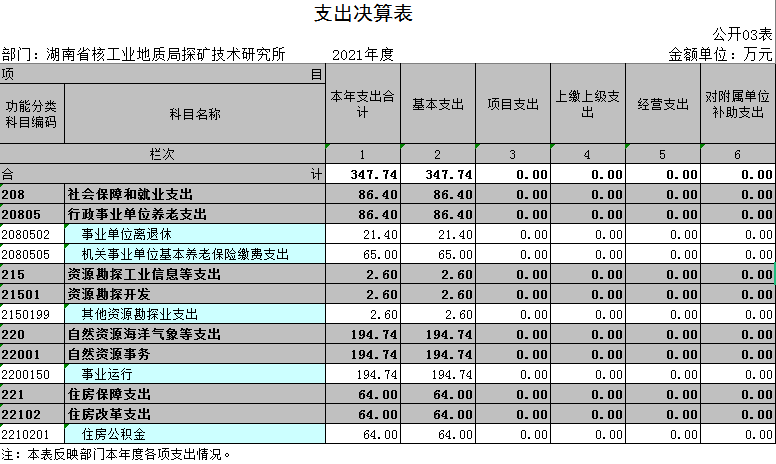 支出决算表
公开03表
部门：湖南省核工业地质局探矿技术研究所 2021年度 金额单位：万元
项 目 本年支出合计 基本支出 项目支出 上缴上级支出 经营支出 对附属单位补助支出
功能分类科目编码 科目名称
栏次 1 2 3 4 5 6
合 计 347.74 347.74 0.00 0.00 0.00 0.00
208 社会保障和就业支出 86.40 86.40 0.00 0.00 0.00 0.00
20805 行政事业单位养老支出 86.40 86.40 0.00 0.00 0.00 0.00
2080502 事业单位离退休 21.40 21.40 0.00 0.00 0.00 0.00
2080505 机关事业单位基本养老保险缴费支出 65.00 65.00 0.00 0.00 0.00 0.00
215 资源勘探工业信息等支出 2.60 2.60 0.00 0.00 0.00 0.00
21501 资源勘探开发 2.60 2.60 0.00 0.00 0.00 0.00
2150199 其他资源勘探业支出 2.60 2.60 0.00 0.00 0.00 0.00
220 自然资源海洋气象等支出 194.74 194.74 0.00 0.00 0.00 0.00
22001 自然资源事务 194.74 194.74 0.00 0.00 0.00 0.00
2200150 事业运行 194.74 194.74 0.00 0.00 0.00 0.00
221 住房保障支出 64.00 64.00 0.00 0.00 0.00 0.00
22102 住房改革支出 64.00 64.00 0.00 0.00 0.00 0.00
2210201 住房公积金 64.00 64.00 0.00 0.00 0.00 0.00
注：本表反映部门本年度各项支出情况。